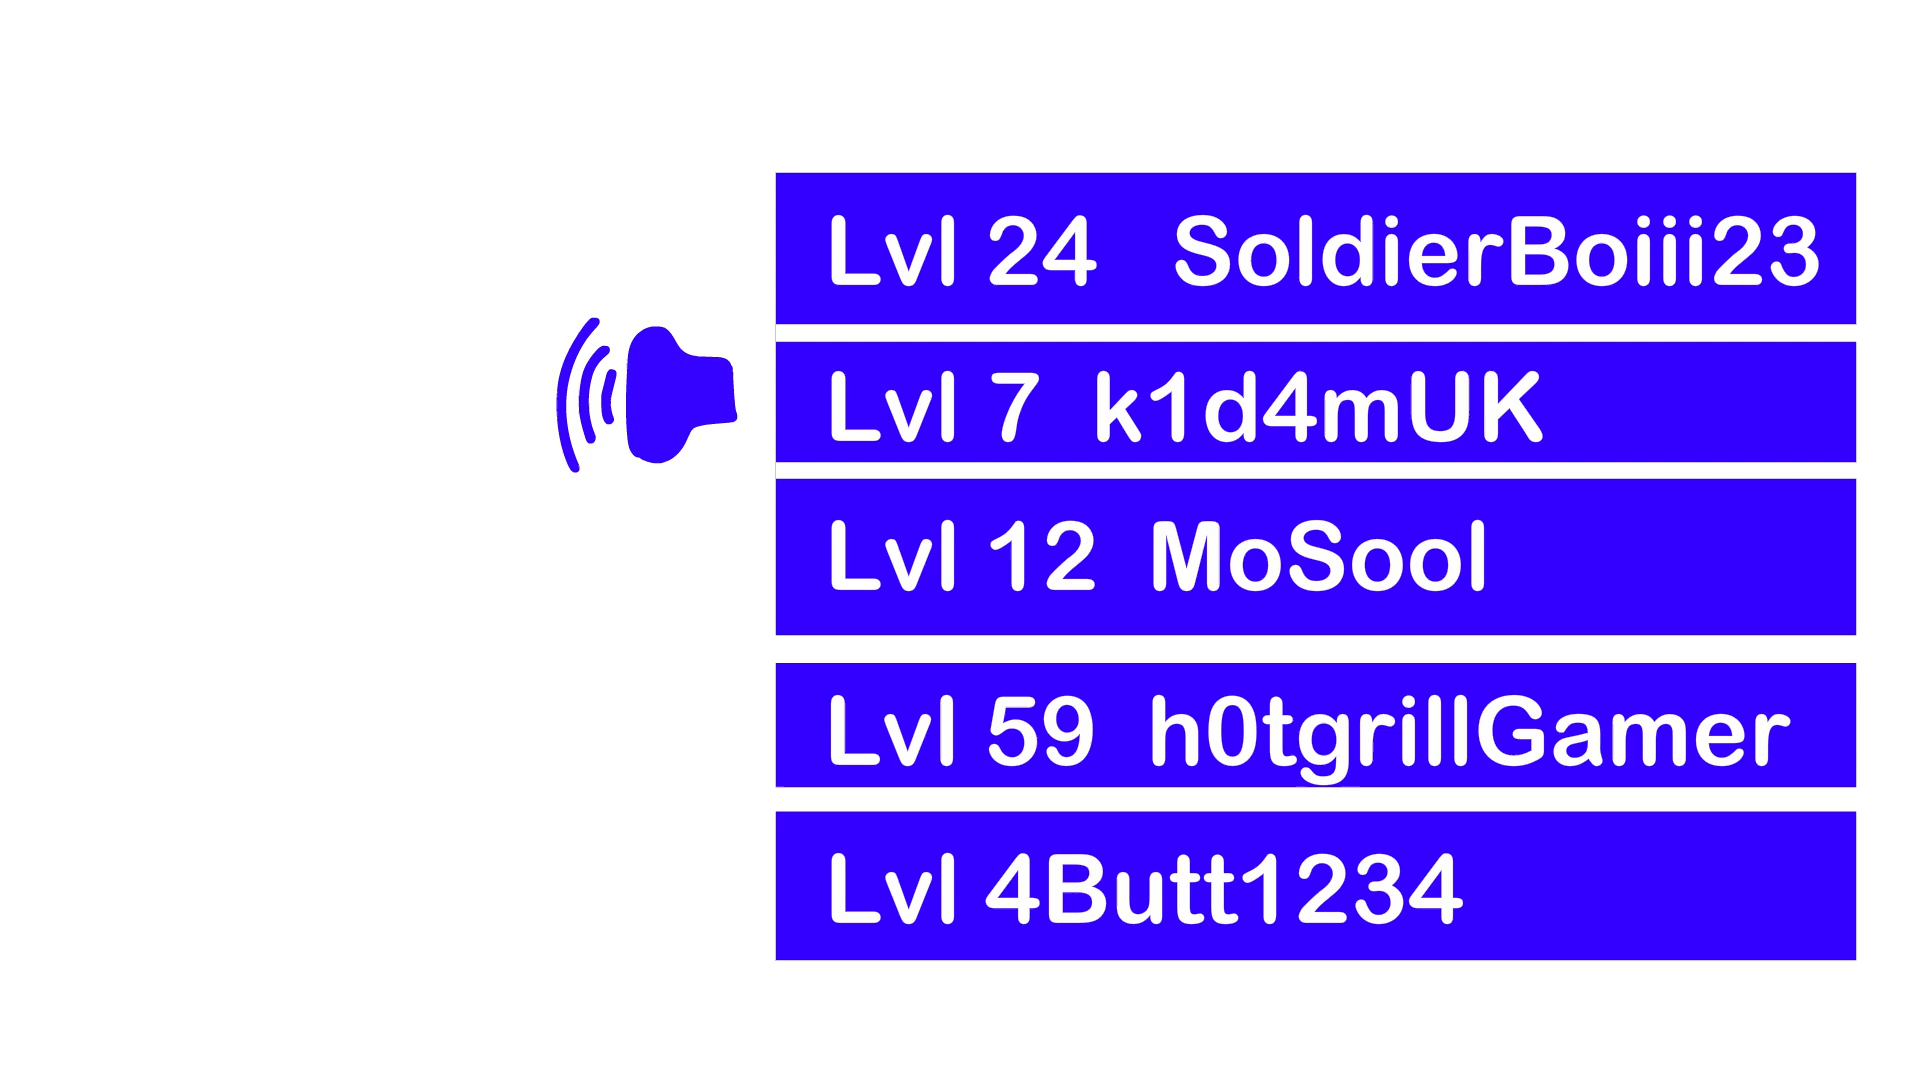 Lvl 24 SoldierBoiii23
Lvl 7 k1d4mUK
Lvl 12 MoSool
Lvl 59 h0tgrillGamer
Lvl 4Butt1234